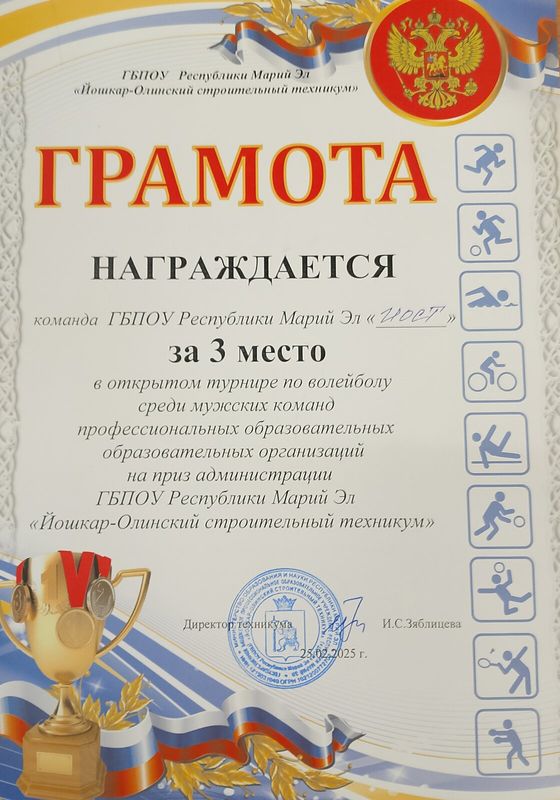 ГБПОУ Республики Марий Эл
«Йошкар-Олинский строительный техникум»
ГРАМОТА
НАГРАЖДАЕТСЯ
команда ГБПОУ Республики Марий Эл «ЙОСТ»
за 3 место
в открытом турнире по волейболу
среди мужсских команд
профессиональных образовательных
образовательных организаций
на приз администрации
ГБПОУ Республики Марий Эл
«Йошкар-Олинский строительный техникум»
Директор техникума И.С.Зяблицева
25.02.2025 г.